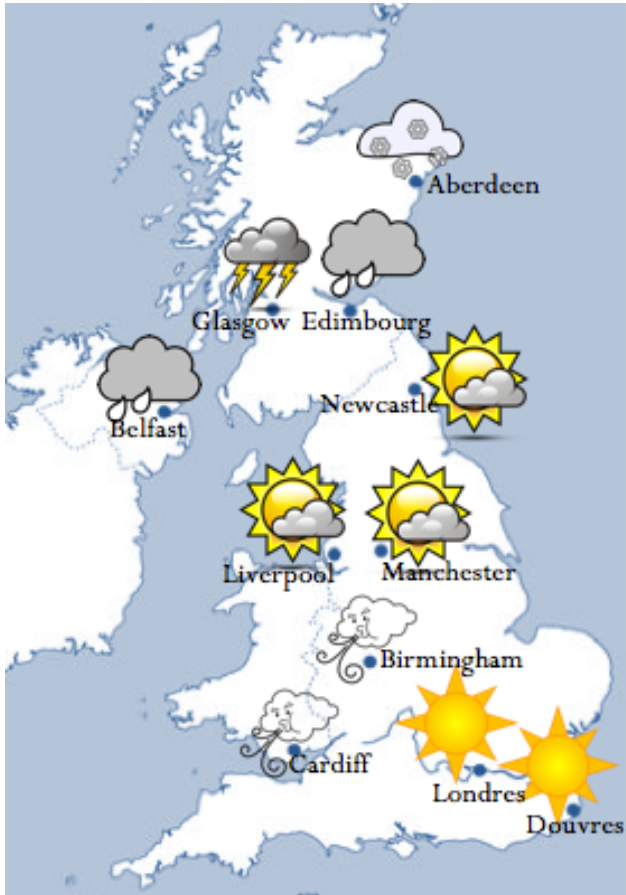 Aberdeen
Glasgow
Edimbourg
Newcastle
Belfast
Liverpool
Manchester
Birmingham
Cardiff
Londres
Douvres